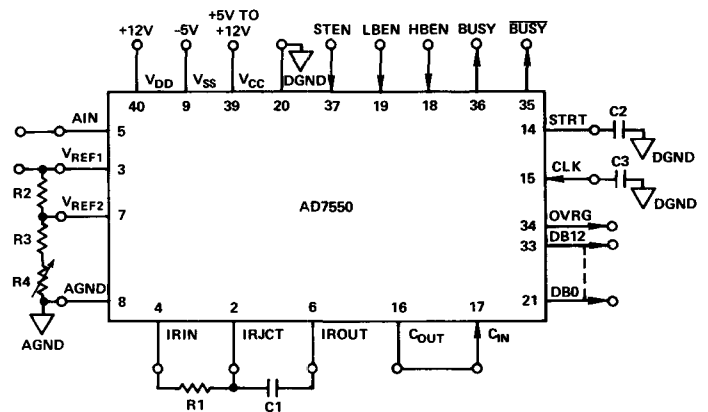 +5V TO
+12V -5V +12V STEN LBEN HBEN BUSY BUSY
DGND
VDD VSS VCC
40 9 39 20 37 19 18 36 35
AIN 5
VREF1 3
R2
VREF2 7
R3
R4
AGND 8
AGND
AD7550
14 STRT C2
DGND
15 CLK C3
DGND
34 OVRG
33 DB12
21 DB0
4 2 6 16 17
IRIN IRJCT IROUT COUT CIN
R1 C1